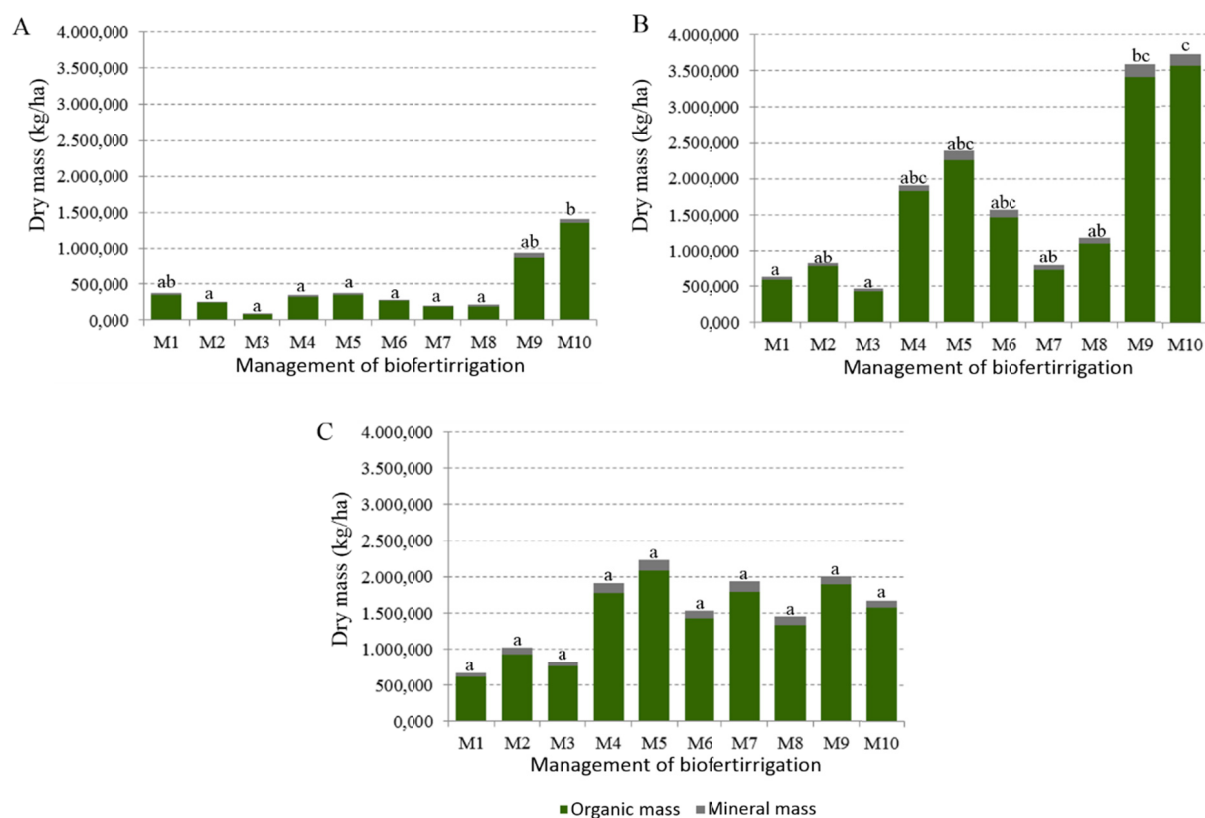 A
Dry mass (kg/ha)
4.000,000
3.500,000
3.000,000
2.500,000
2.000,000
1.500,000
1.000,000
500,000
0,000
ab a a a a a a a ab b
M1 M2 M3 M4 M5 M6 M7 M8 M9 M10
Management of biofertirrigation
B
Dry mass (kg/ha)
4.000,000
3.500,000
3.000,000
2.500,000
2.000,000
1.500,000
1.000,000
500,000
0,000
a ab a abc abc abc ab ab bc c
M1 M2 M3 M4 M5 M6 M7 M8 M9 M10
Management of biofertirrigation
C
Dry mass (kg/ha)
4.000,000
3.500,000
3.000,000
2.500,000
2.000,000
1.500,000
1.000,000
500,000
0,000
a a a a a a a a a a
M1 M2 M3 M4 M5 M6 M7 M8 M9 M10
Management of biofertirrigation
Organic mass Mineral mass